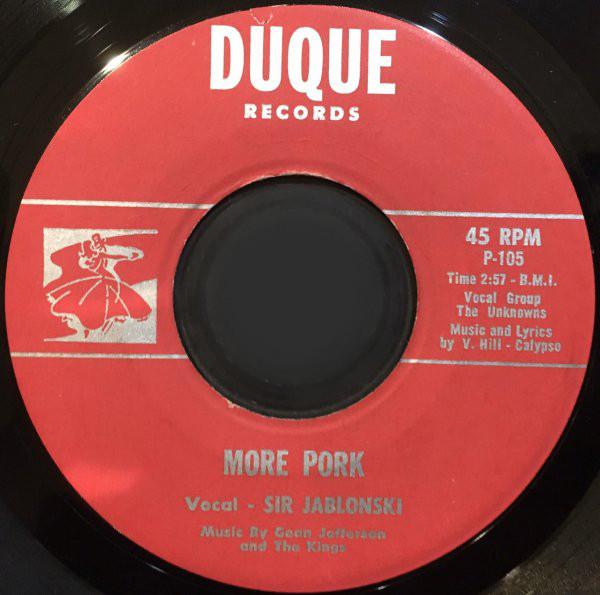 DUQUE
RECORDS
45 RPM
P-105
Time 2:57 - B.M.I.
Vocal Group
The Unknowns
Music and Lyrics
by V. Hill - Calypso
MORE PORK
Vocal - SIR JABLONSKI
Music By Gean Jefferson
and The Kings